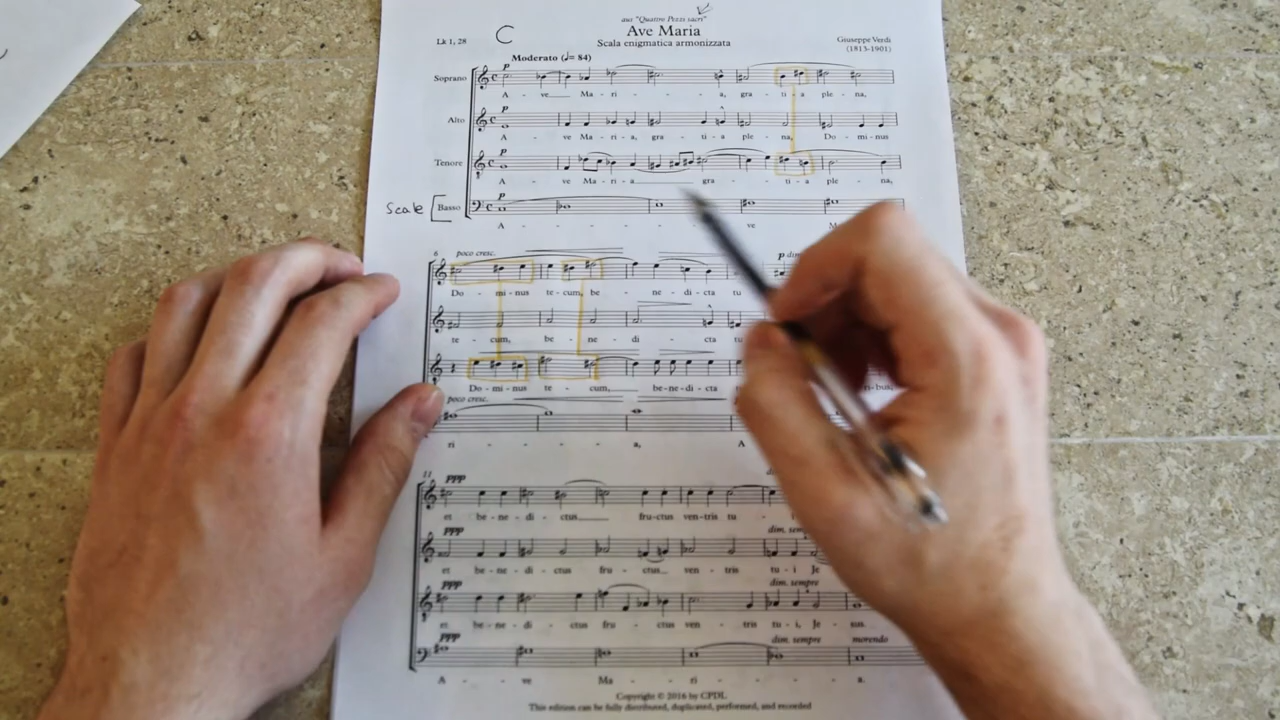 aus "Quattro Pezzi sacri"
Ave Maria
Lk 1, 28
C
Scala enigmatica armonizzata
Giuseppe Verdi
(1813-1901)
Moderato (♩= 84)
p
Soprano
A - ve Ma - ri - a, gra - ti - a ple - na,
p
Alto
A - ve Ma - ri - a, gra - ti - a ple - na, Do - mi - nus
p
Tenore
A - ve Ma - ri - a gra - ti - a ple - na,
p
Scale
Basso
A - ve
6
poco cresc.
p
Do - mi - nus te - cum, be - ne - di - cta tu
te - cum, be - ne - di - cta
Do - mi - nus te - cum, be - ne - di - cta
poco cresc.
ri - a, A
11
ppp
et be - ne - di - ctus fru - ctus ven - tris tu -
ppp
dim.
et be - ne - di - ctus fru - ctus ven - tris tu - i Je
ppp
dim. sempre
et be - ne - di - ctus fru - ctus ven - tris tu - i, Je - sus.
ppp
dim. sempre
morendo
A - ve Ma - ri - a.
Copyright © 2016 by CPDL
This edition can be fully distributed, duplicated, performed, and recorded